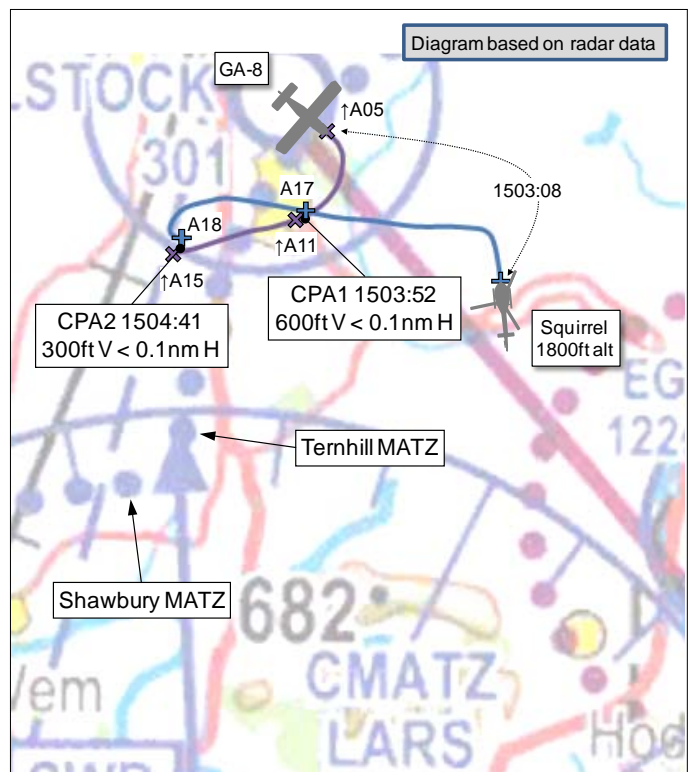 Diagram based on radar data
GA-8
LSTOCK
↑A05
301
1503:08
A17
A18
↑A11
↑A15
CPA1 1503:52
600ft V < 0.1nm H
CPA2 1504:41
300ft V < 0.1nm H
Squirrel
1800ft alt
EG
122
Ternhill MATZ
Shawbury MATZ
682
CMATZ
LARS
Wem
Hod